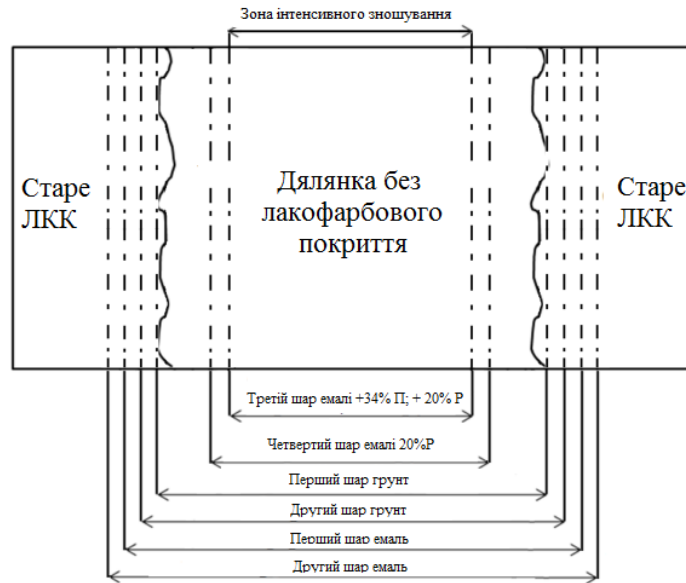 Зона інтенсивного зношування
Старе
ЛКК
Дялянка без
лакофарбового
покриття
Старе
ЛКК
Третій шар емалі +34% П; + 20% Р
Четвертий шар емалі 20%Р
Перший шар грунт
Другий шар грунт
Перший шар емаль
Другий шар емаль